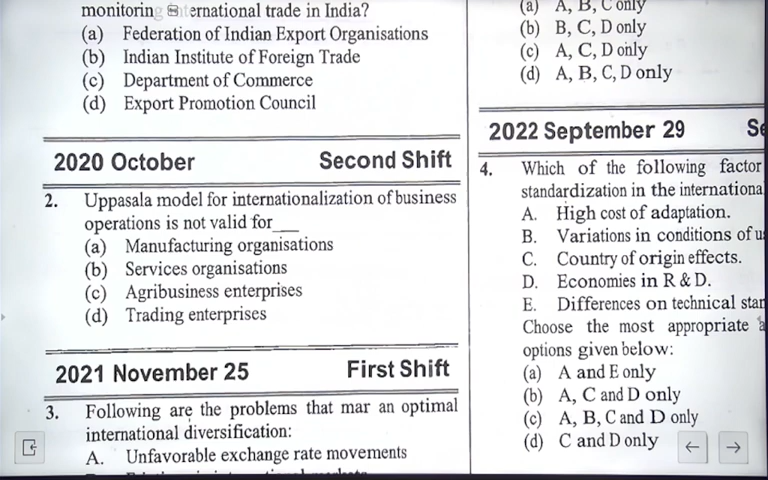 monitoring international trade in India?
(a) Federation of Indian Export Organisations
(b) Indian Institute of Foreign Trade
(c) Department of Commerce
(d) Export Promotion Council
2020 October Second Shift
2. Uppasala model for internationalization of business
operations is not valid for___
(a) Manufacturing organisations
(b) Services organisations
(c) Agribusiness enterprises
(d) Trading enterprises
2021 November 25 First Shift
3. Following are the problems that mar an optimal
international diversification:
A. Unfavorable exchange rate movements
(a) A, B, C only
(b) B, C, D only
(c) A, C, D only
(d) A, B, C, D only
2022 September 29
4. Which of the following factor
standardization in the internationa
A. High cost of adaptation.
B. Variations in conditions of
C. Country of origin effects.
D. Economies in R & D.
E. Differences on technical
Choose the most appropriate
options given below:
(a) A and E only
(b) A, C and D only
(c) A, B, C and D only
(d) C and D only